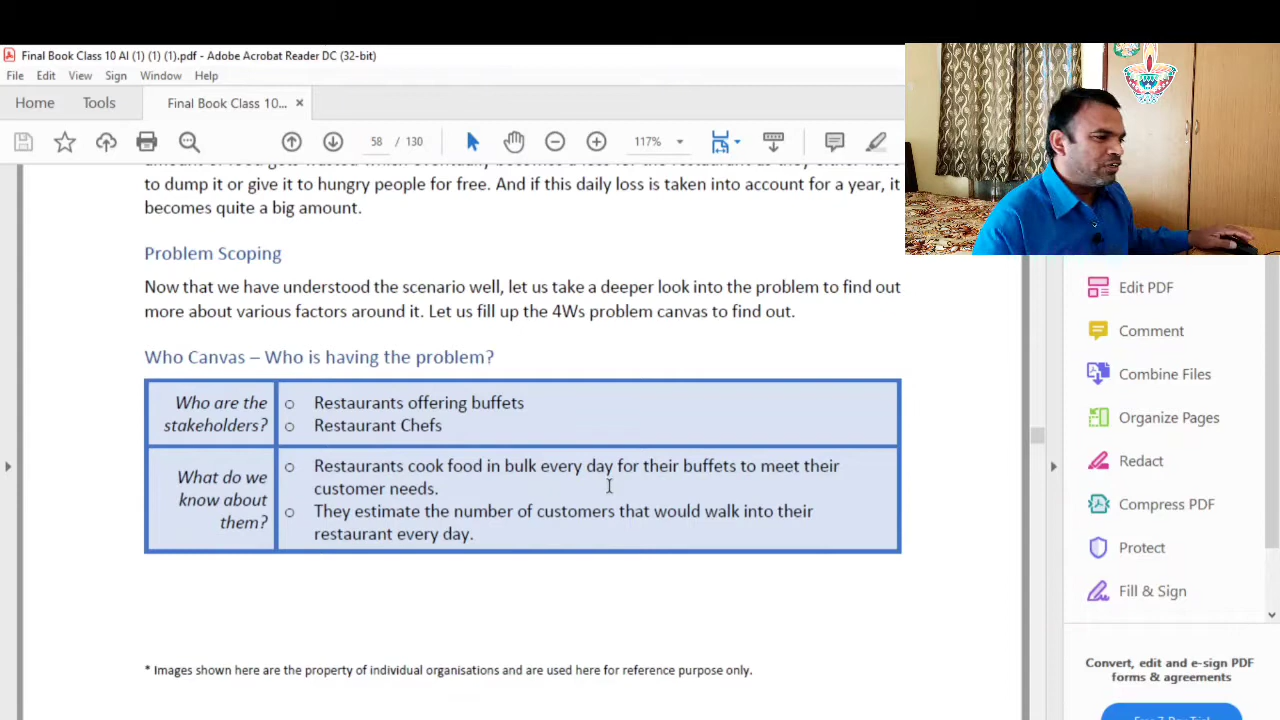 Final Book Class 10 AI (1) (1) (1).pdf - Adobe Acrobat Reader DC (32-bit)
File Edit View Sign Window Help
Home Tools Final Book Class 10... ×
58 / 130 117%
to dump it or give it to hungry people for free. And if this daily loss is taken into account for a year, it
becomes quite a big amount.
Problem Scoping
Now that we have understood the scenario well, let us take a deeper look into the problem to find out
more about various factors around it. Let us fill up the 4Ws problem canvas to find out.
Who Canvas – Who is having the problem?
Who are the
stakeholders?
o Restaurants offering buffets
o Restaurant Chefs
What do we
know about
them?
o Restaurants cook food in bulk every day for their buffets to meet their
customer needs.
o They estimate the number of customers that would walk into their
restaurant every day.
* Images shown here are the property of individual organisations and are used here for reference purpose only.
Edit PDF
Comment
Combine Files
Organize Pages
Redact
Compress PDF
Protect
Fill & Sign
Convert, edit and e-sign PDF
forms & agreements